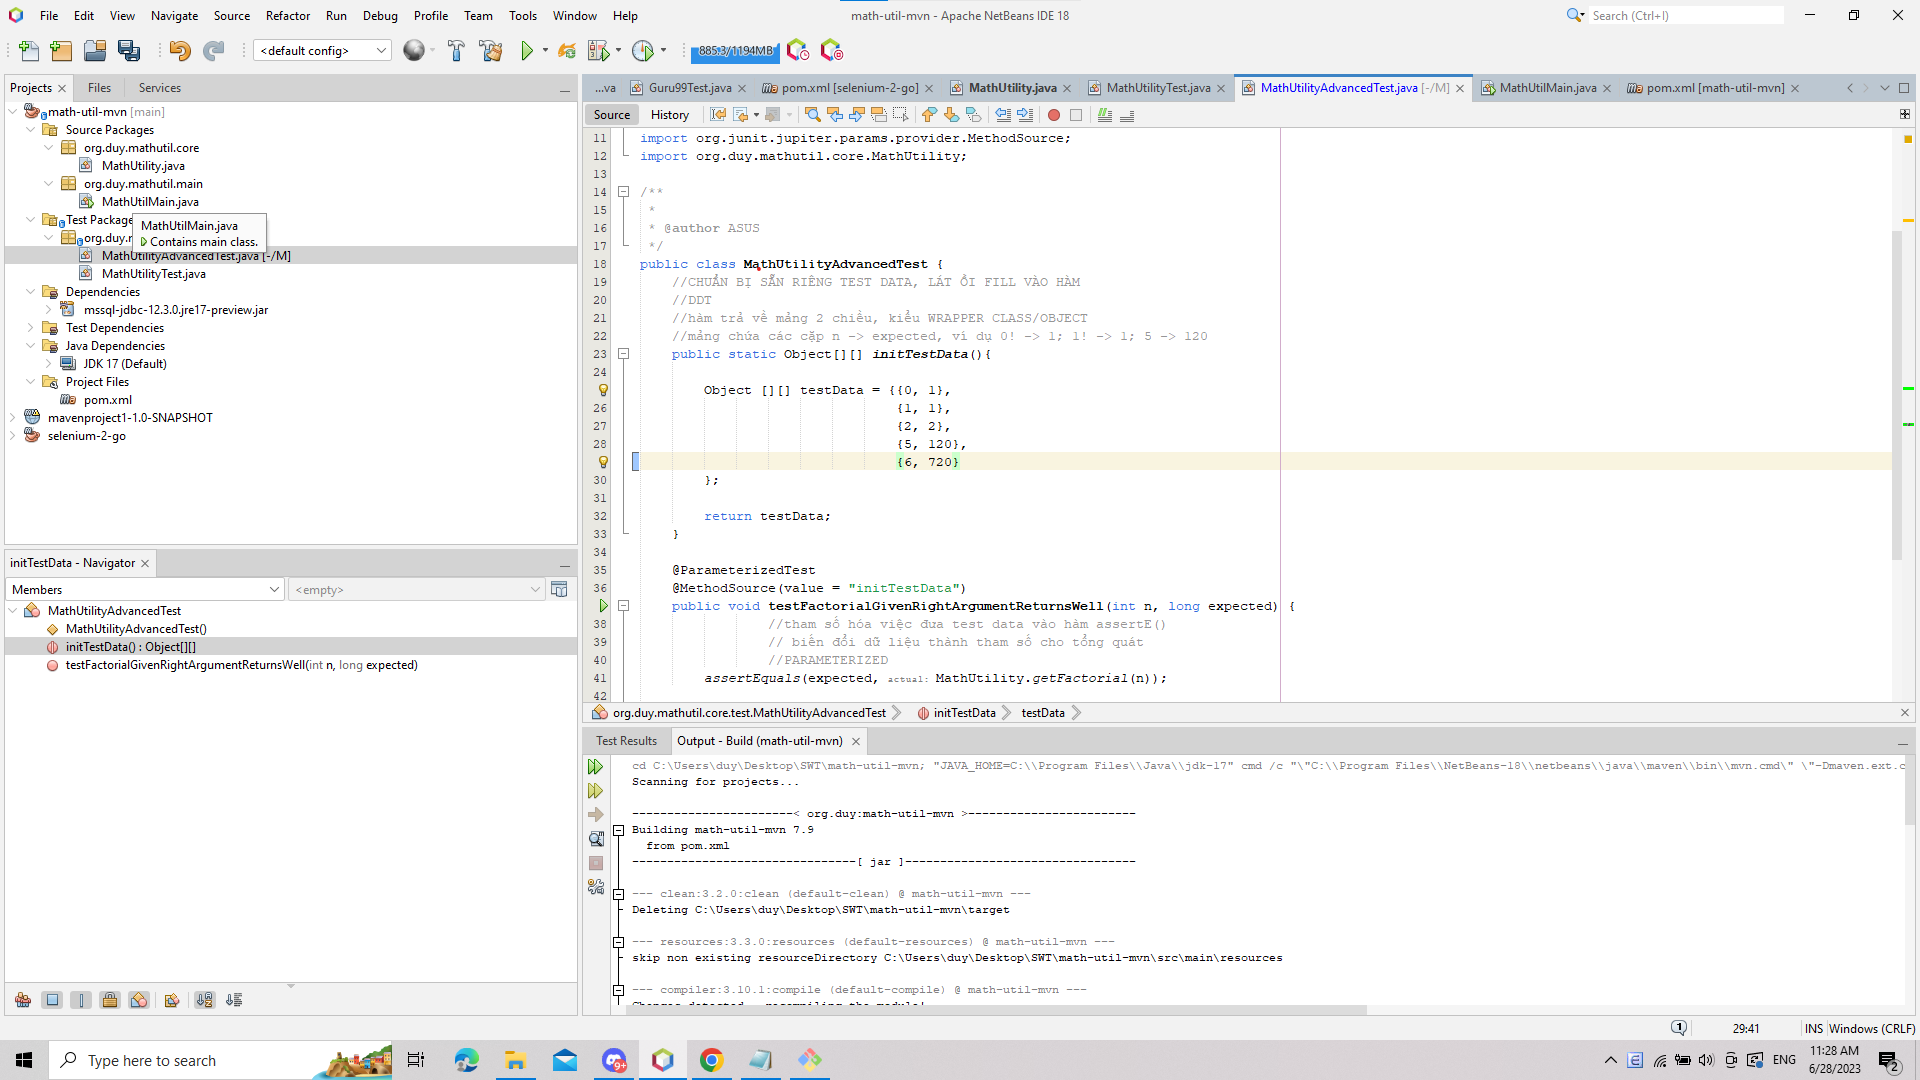 File Edit View Navigate Source Refactor Run Debug Profile Team Tools Window Help
math-util-mvn - Apache NetBeans IDE 18
Search (Ctrl+I)
<default config>
885.3/1194MB
Projects
Files
Services
math-util-mvn [main]
Source Packages
org.duy.mathutil.core
MathUtility.java
org.duy.mathutil.main
MathUtilMain.java
Test Package
org.duy.
MathUtilMain.java
Contains main class.
MathUtilityAdvancedTest.java [-/M]
MathUtilityTest.java
Dependencies
mssql-jdbc-12.3.0.jre17-preview.jar
Test Dependencies
Java Dependencies
JDK 17 (Default)
Project Files
pom.xml
mavenproject1-1.0-SNAPSHOT
selenium-2-go
initTestData - Navigator
Members
<empty>
MathUtilityAdvancedTest
MathUtilityAdvancedTest()
initTestData() : Object[][]
testFactorialGivenRightArgumentReturnsWell(int n, long expected)
...va
Guru99Test.java
pom.xml [selenium-2-go]
MathUtility.java
MathUtilityTest.java
MathUtilityAdvancedTest.java [-/M]
MathUtilMain.java
pom.xml [math-util-mvn]
Source
History
11 import org.junit.jupiter.params.provider.MethodSource;
12 import org.duy.mathutil.core.MathUtility;
13
14 /**
15 *
16 * @author ASUS
17 */
18 public class MathUtilityAdvancedTest {
19 //CHUẨN BỊ SẴN RIÊNG TEST DATA, LÁT ỒI FILL VÀO HÀM
20 //DDT
21 //hàm trả về mảng 2 chiều, kiểu WRAPPER CLASS/OBJECT
22 //mảng chứa các cặp n -> expected, ví dụ 0! -> 1; 1! -> 1; 5 -> 120
23 public static Object[][] initTestData(){
24
Object [][] testData = {{0, 1},
26 {1, 1},
27 {2, 2},
28 {5, 120},
{6, 720}
30 };
31
32 return testData;
33 }
34
35 @ParameterizedTest
36 @MethodSource(value = "initTestData")
public void testFactorialGivenRightArgumentReturnsWell(int n, long expected) {
38 //tham số hóa việc đưa test data vào hàm assertE()
39 // biến đổi dữ liệu thành tham số cho tổng quát
40 //PARAMETERIZED
41 assertEquals(expected, actual: MathUtility.getFactorial(n));
42
org.duy.mathutil.core.test.MathUtilityAdvancedTest
initTestData
testData
Test Results
Output - Build (math-util-mvn)
cd C:\Users\duy\Desktop\SWT\math-util-mvn; "JAVA_HOME=C:\\Program Files\\Java\\jdk-17" cmd /c "\"C:\\Program Files\\NetBeans-18\\netbeans\\java\\maven\\bin\\mvn.cmd\" \"-Dmaven.ext.c
Scanning for projects...
-----------------------< org.duy:math-util-mvn >------------------------
Building math-util-mvn 7.9
from pom.xml
--------------------------------[ jar ]---------------------------------
--- clean:3.2.0:clean (default-clean) @ math-util-mvn ---
Deleting C:\Users\duy\Desktop\SWT\math-util-mvn\target
--- resources:3.3.0:resources (default-resources) @ math-util-mvn ---
skip non existing resourceDirectory C:\Users\duy\Desktop\SWT\math-util-mvn\src\main\resources
--- compiler:3.10.1:compile (default-compile) @ math-util-mvn ---
29:41
INS
Windows (CRLF)
Type here to search
9+
ENG
11:28 AM
6/28/2023
2